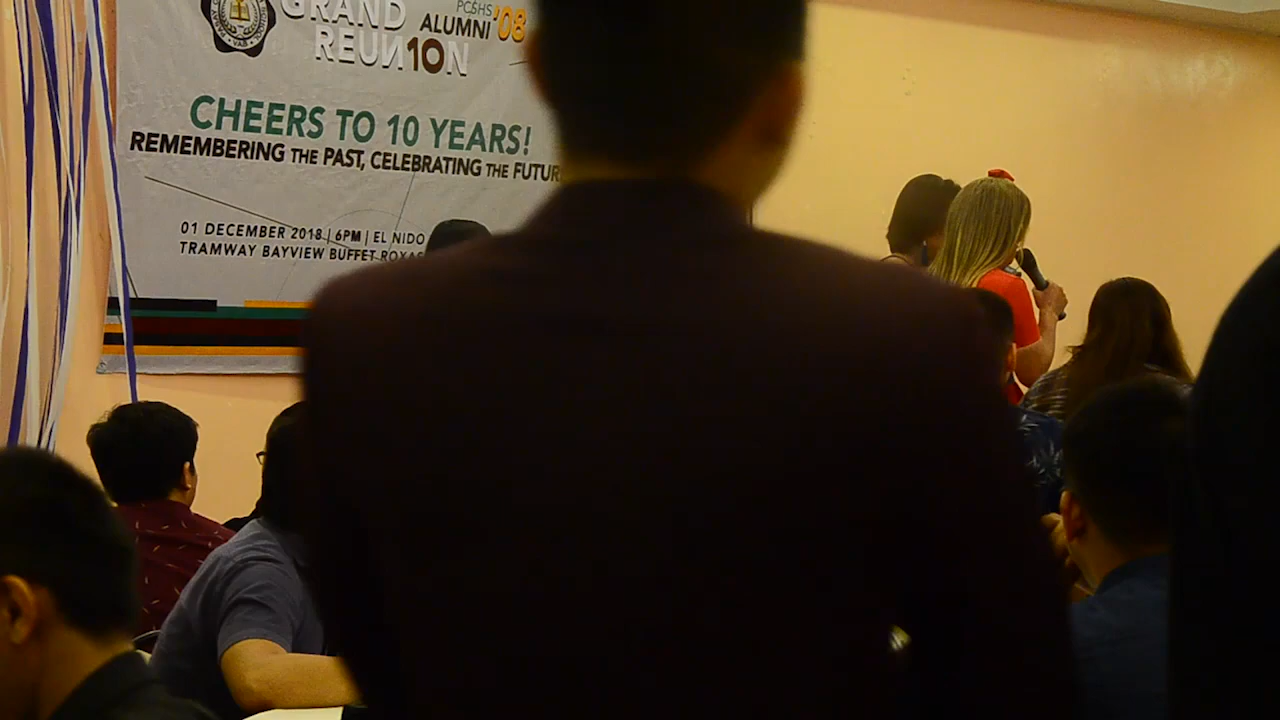 GRAND
REUN10N
PCSHS
ALUMNI '08
CHEERS TO 10 YEARS!
REMEMBERING THE PAST, CELEBRATING THE FUTUR
01 DECEMBER 2018 | 6PM | EL NIDO
TRAMWAY BAYVIEW BUFFET ROXAS